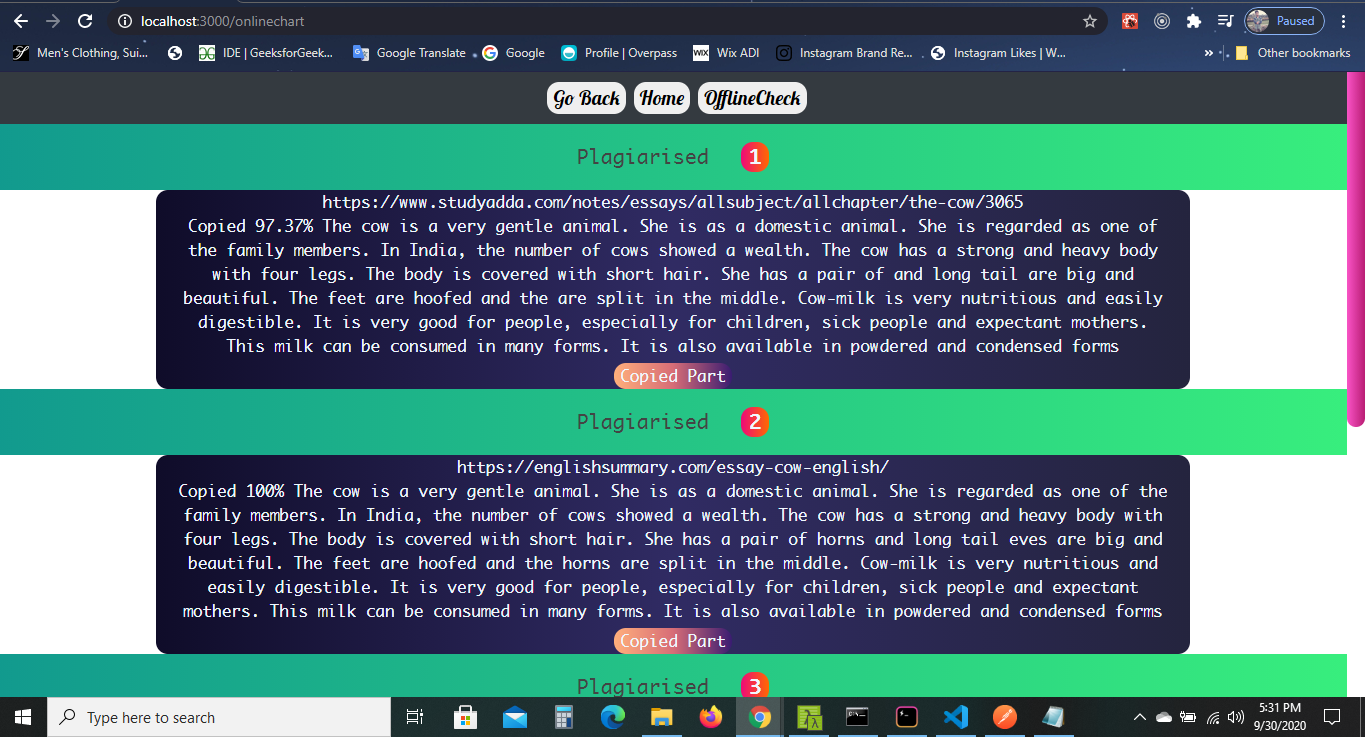 localhost:3000/onlinechart
Paused
Men's Clothing, Sui...
IDE | GeeksforGeek...
Google Translate
Google
Profile | Overpass
WIX
Wix ADI
Instagram Brand Re...
Instagram Likes | W...
»
Other bookmarks
Go Back
Home
OfflineCheck
Plagiarised 1
https://www.studyadda.com/notes/essays/allsubject/allchapter/the-cow/3065
Copied 97.37% The cow is a very gentle animal. She is as a domestic animal. She is regarded as one of
the family members. In India, the number of cows showed a wealth. The cow has a strong and heavy body
with four legs. The body is covered with short hair. She has a pair of and long tail are big and
beautiful. The feet are hoofed and the are split in the middle. Cow-milk is very nutritious and easily
digestible. It is very good for people, especially for children, sick people and expectant mothers.
This milk can be consumed in many forms. It is also available in powdered and condensed forms
Copied Part
Plagiarised 2
https://englishsummary.com/essay-cow-english/
Copied 100% The cow is a very gentle animal. She is as a domestic animal. She is regarded as one of the
family members. In India, the number of cows showed a wealth. The cow has a strong and heavy body with
four legs. The body is covered with short hair. She has a pair of horns and long tail eves are big and
beautiful. The feet are hoofed and the horns are split in the middle. Cow-milk is very nutritious and
easily digestible. It is very good for people, especially for children, sick people and expectant
mothers. This milk can be consumed in many forms. It is also available in powdered and condensed forms
Copied Part
Plagiarised 3
Type here to search
5:31 PM
9/30/2020